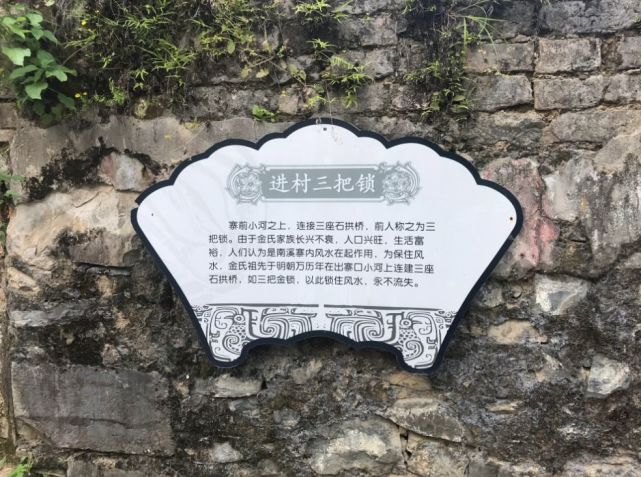 进村三把锁
寨前小河之上，连接三座石拱桥，前人称之为三
把锁。由于金氏家族长兴不衰，人口兴旺，生活富
裕，人们认为是南溪寨内风水在起作用，为保住风
水，金氏祖先于明朝万历年在出寨口小河上连建三座
石拱桥，如三把金锁，以此锁住风水，永不流失。